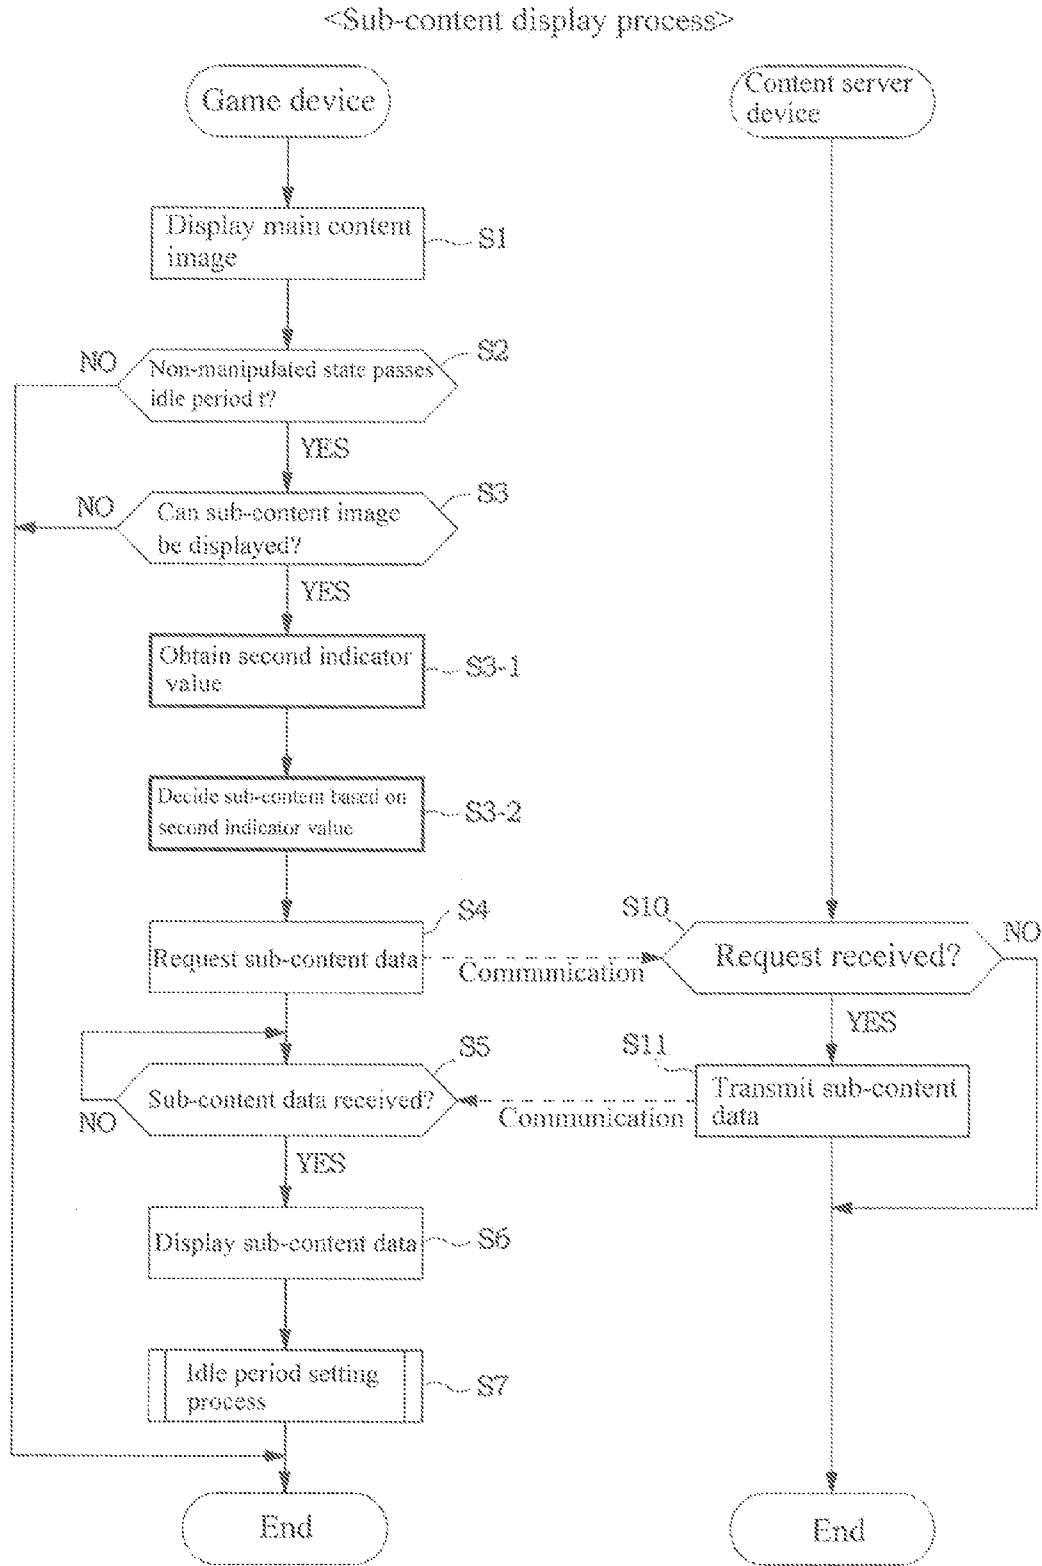 <Sub-content display process>
Game device
Content server
device
Display main content
image
S1
Non-manipulated state passes
idle period t?
S2
NO
YES
Can sub-content image
be displayed?
S3
NO
YES
Obtain second indicator
value
S3-1
Decide sub-content based on
second indicator value
S3-2
Request sub-content data
S4
Communication
Request received?
S10
NO
YES
Sub-content data received?
S5
NO
YES
Communication
Transmit sub-content
data
S11
Display sub-content data
S6
Idle period setting
process
S7
End
End